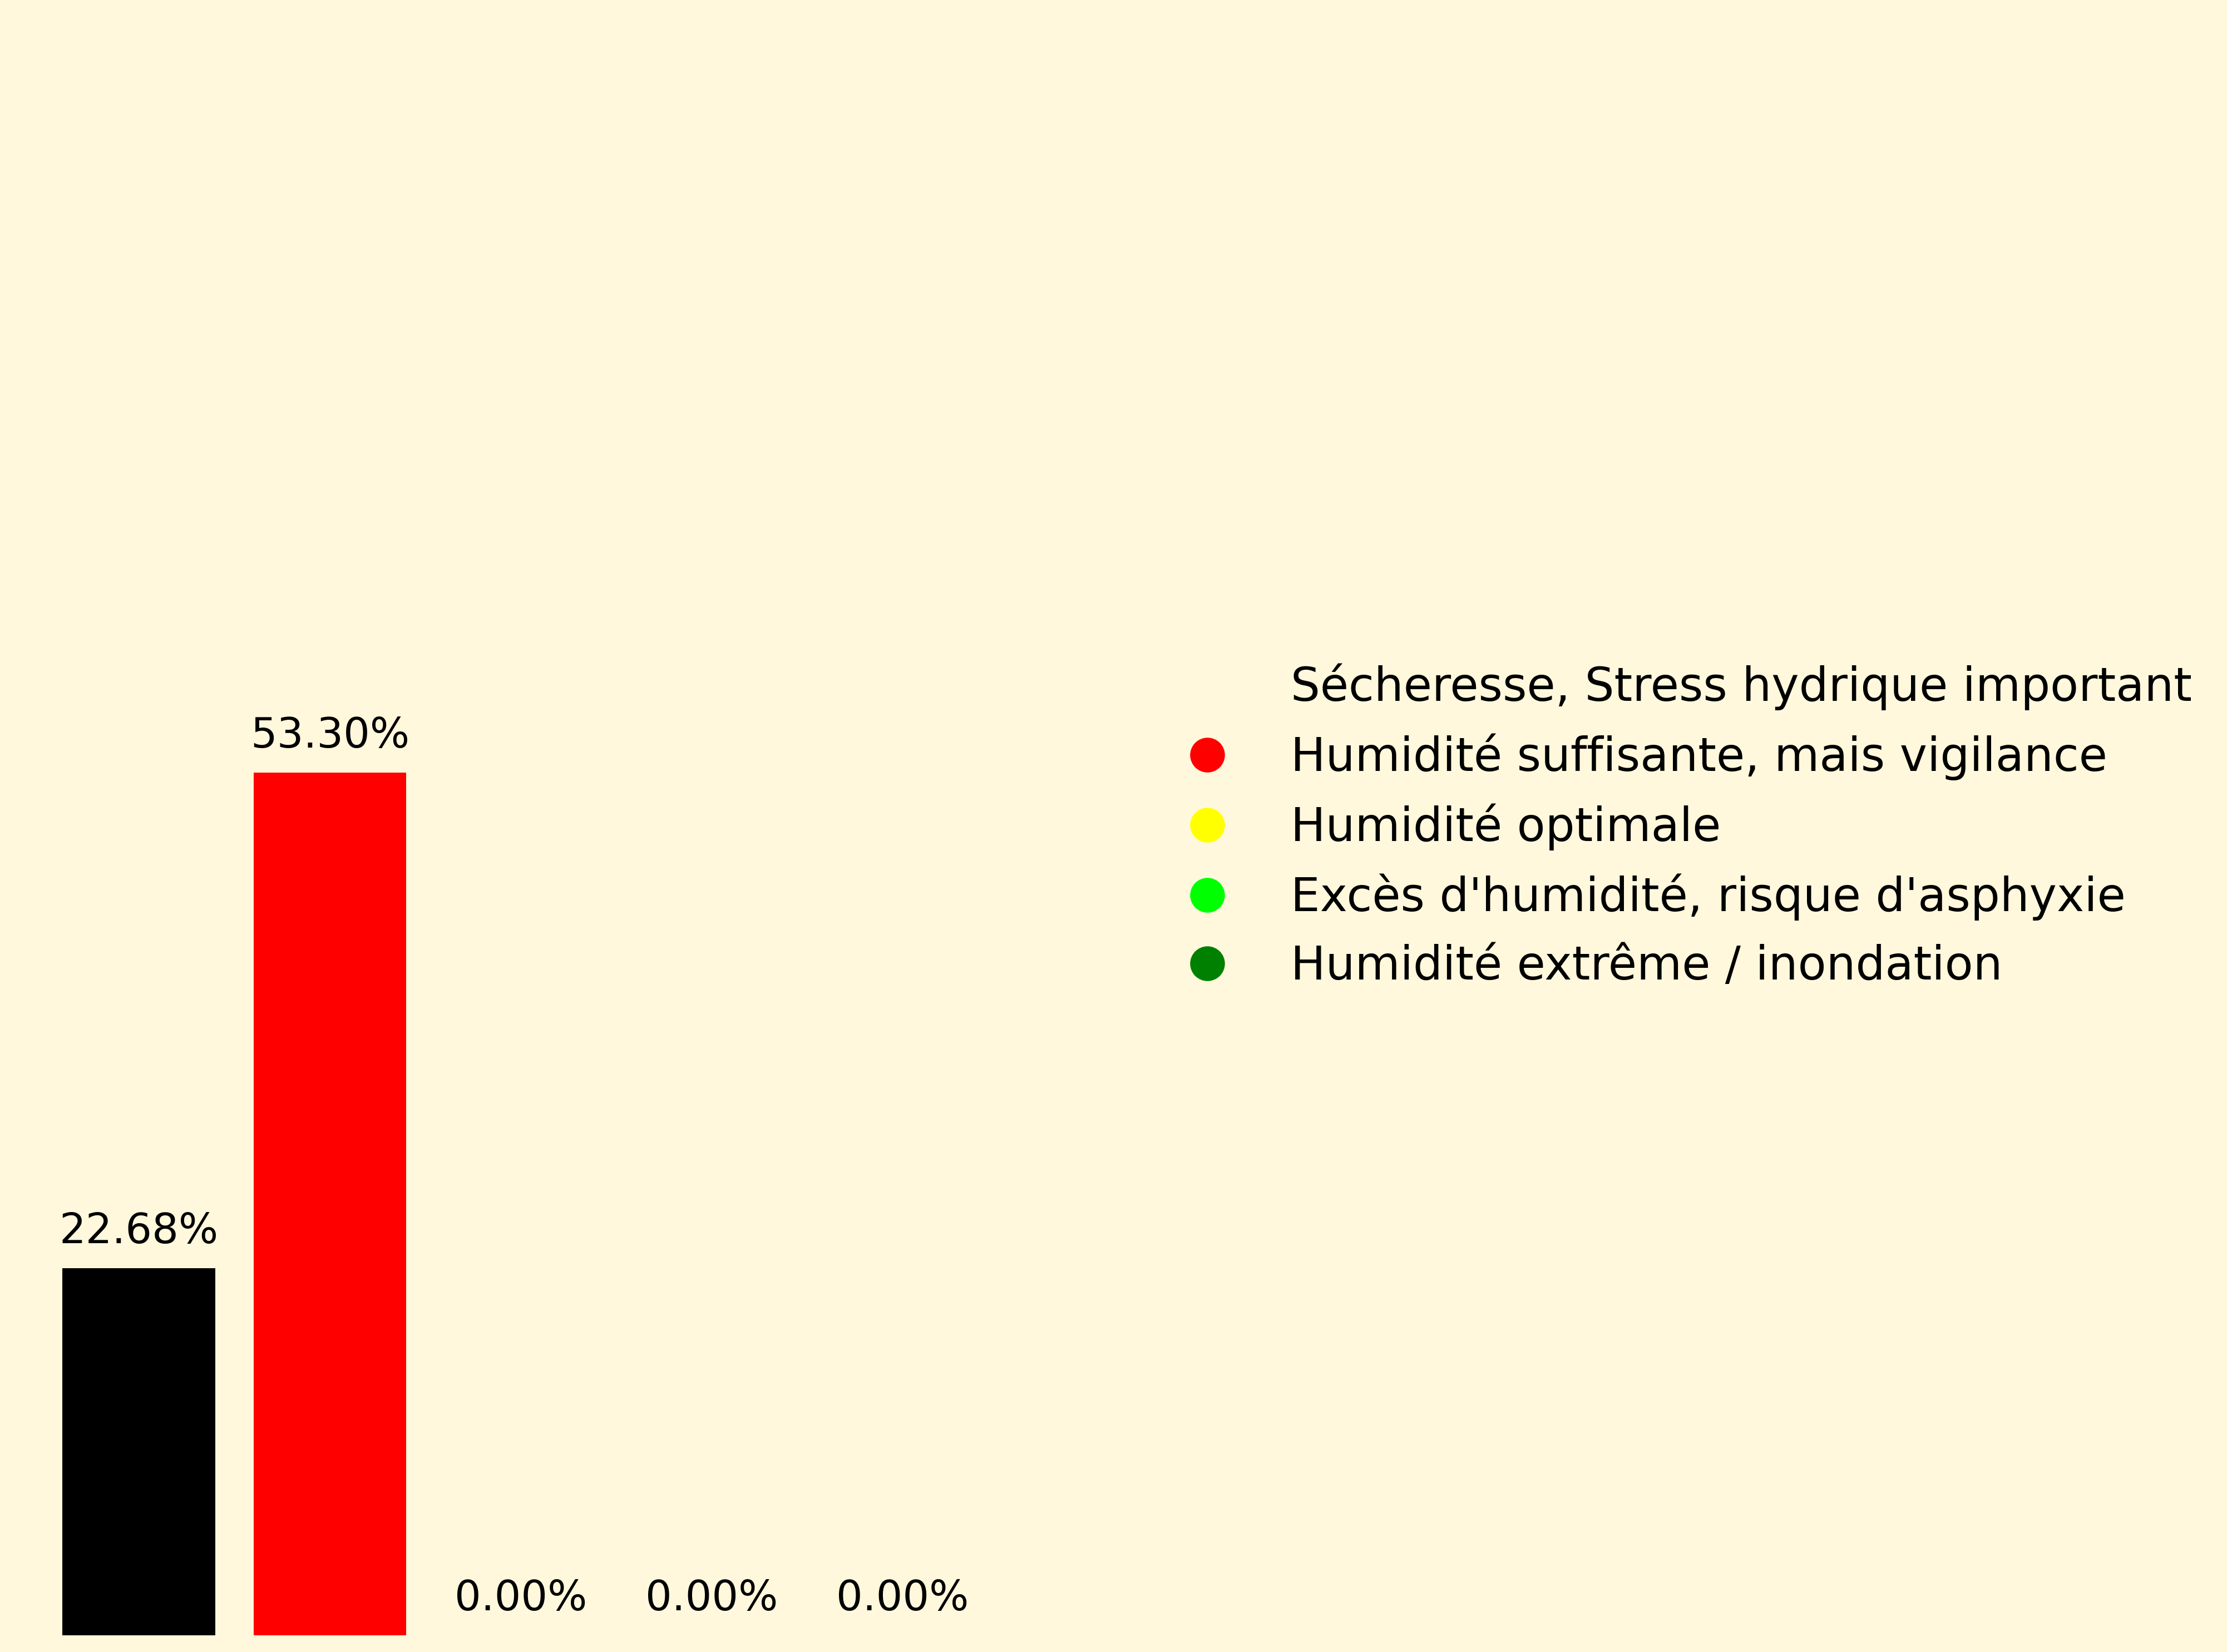 53.30%
22.68%
0.00% 0.00% 0.00%
Sécheresse, Stress hydrique important
Humidité suffisante, mais vigilance
Humidité optimale
Excès d'humidité, risque d'asphyxie
Humidité extrême / inondation